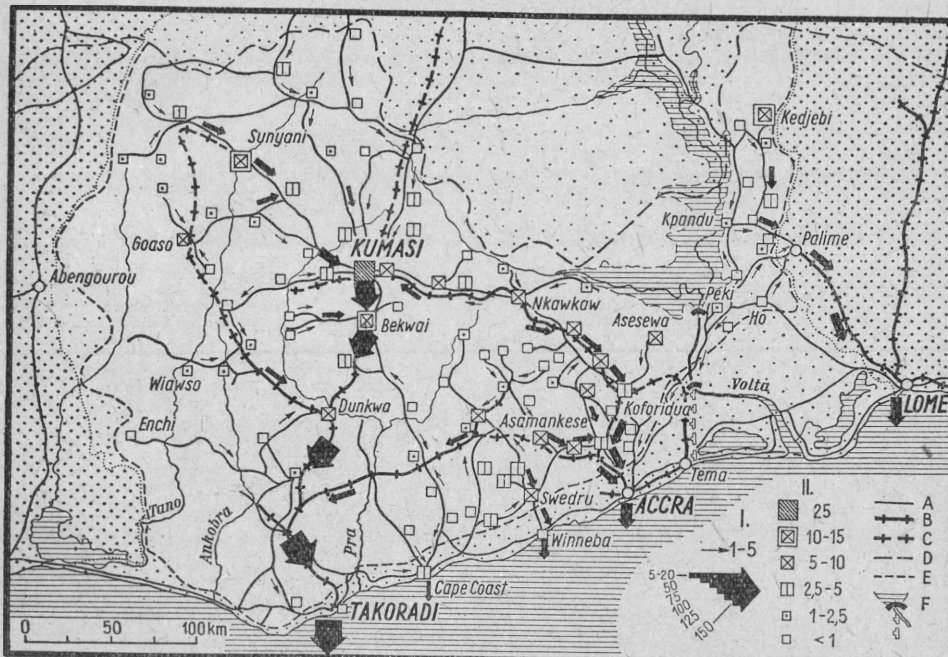 Kedjebi
Sunyani
Kpandu
Goaso
KUMASI
Palime
Abengourou
Nkawkaw
Peki
Asesewa
Ho
Bekwai
Wiawso
Volta
LOME
Dunkwa
Koforidua
Enchi
Asamankese
Tema
Swedru
ACCRA
Tano
Ankobra
Pra
Winneba
Cape Coast
TAKORADI
0 50 100km
I.
1-5
5-20
50
75
100
125
150
II.
25
10-15
5-10
2,5-5
1-2,5
<1
A
B
C
D
E
F